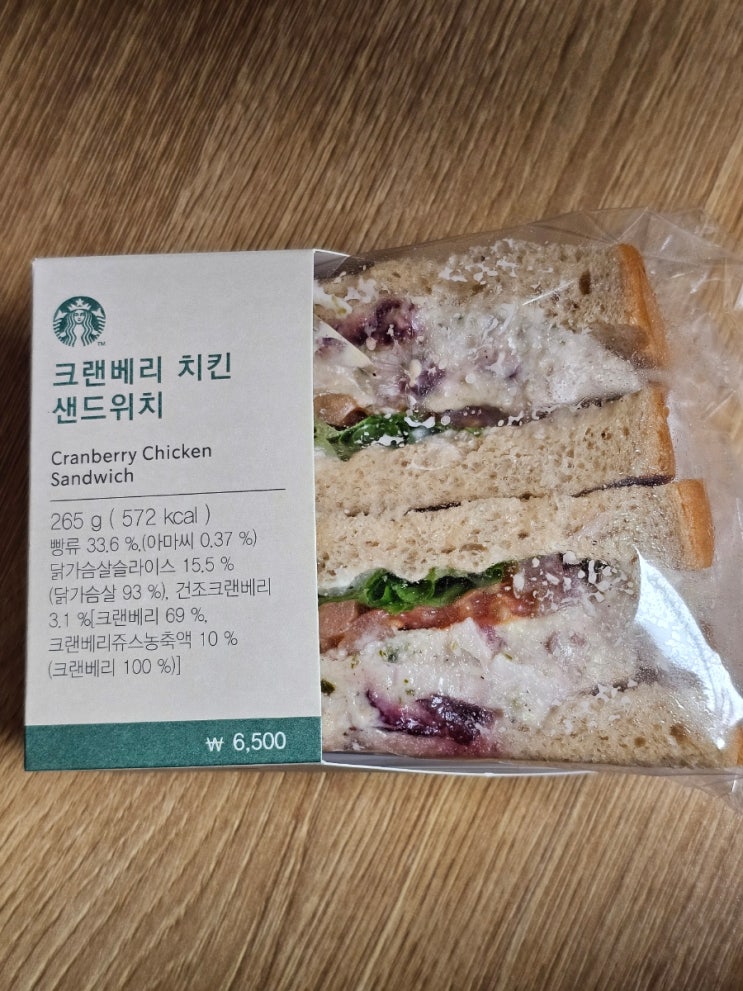 크랜베리 치킨
샌드위치
Cranberry Chicken
Sandwich
265 g ( 572 kcal )
빵류 33.6 %,(아마씨 0.37 %)
닭가슴살슬라이스 15.5 %
(닭가슴살 93 %), 건조크랜베리
3.1 %[크랜베리 69 %,
크랜베리쥬스농축액 10 %
(크랜베리 100 %)]
₩ 6,500